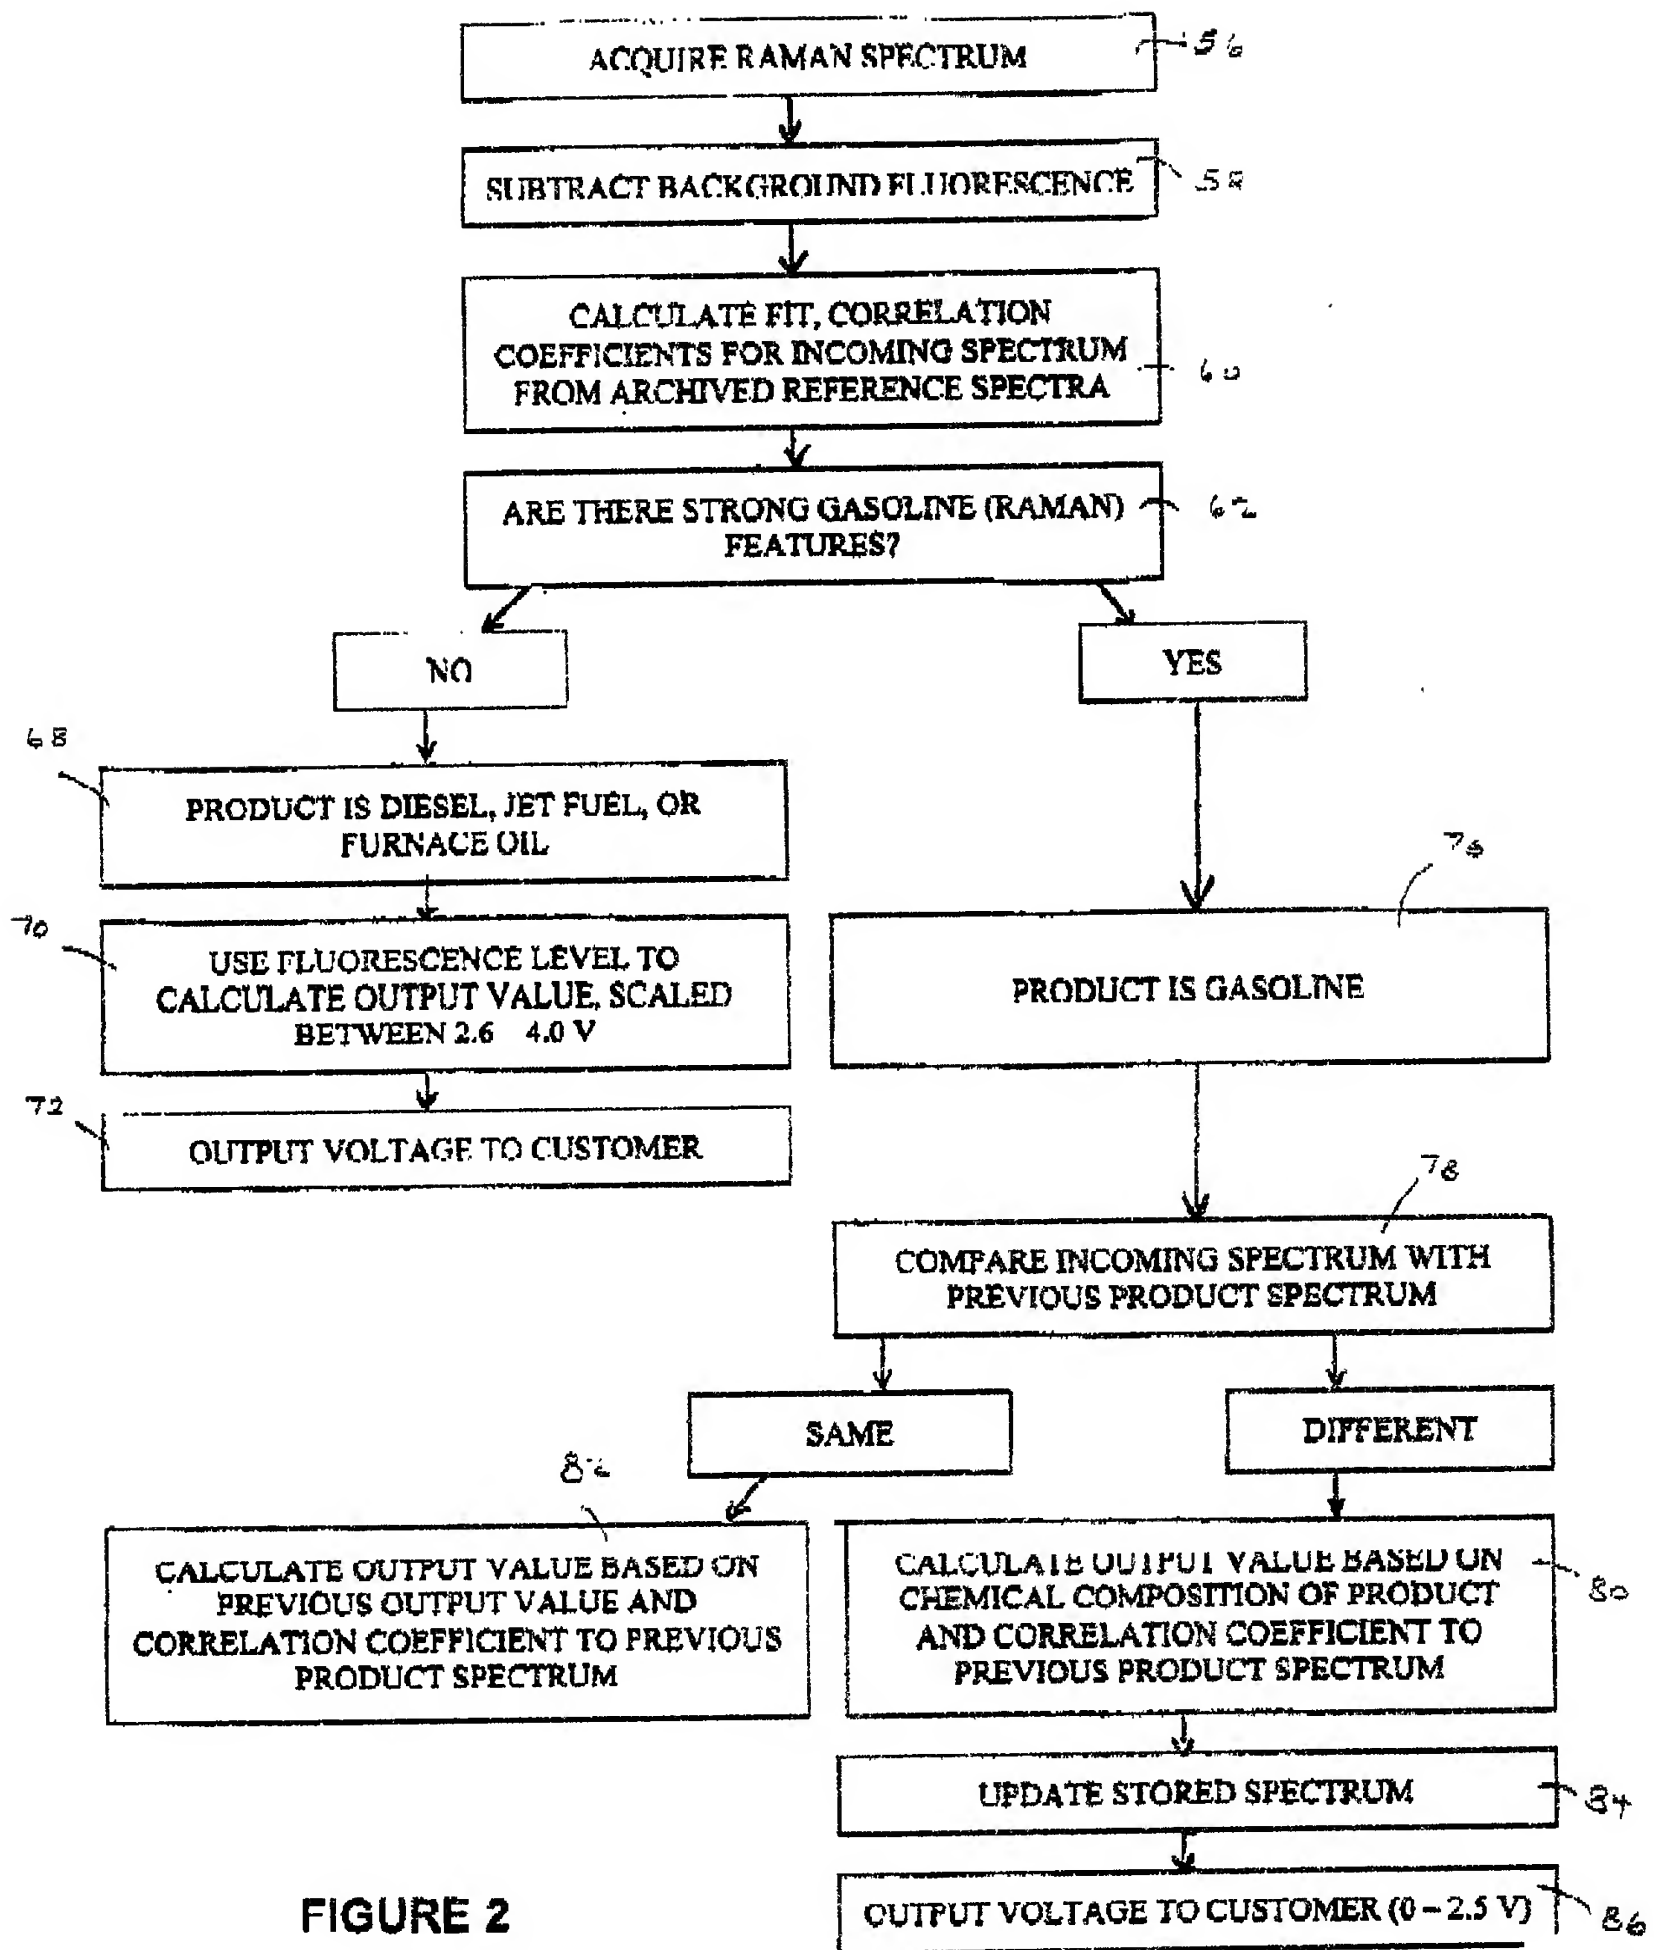 ACQUIRE RAMAN SPECTRUM
56
SUBTRACT BACKGROUND FLUORESCENCE
58
CALCULATE FIT, CORRELATION
COEFFICIENTS FOR INCOMING SPECTRUM
FROM ARCHIVED REFERENCE SPECTRA
60
ARE THERE STRONG GASOLINE (RAMAN)
FEATURES?
62
NO
YES
68
PRODUCT IS DIESEL, JET FUEL, OR
FURNACE OIL
70
USE FLUORESCENCE LEVEL TO
CALCULATE OUTPUT VALUE, SCALED
BETWEEN 2.6 4.0 V
72
OUTPUT VOLTAGE TO CUSTOMER
76
PRODUCT IS GASOLINE
78
COMPARE INCOMING SPECTRUM WITH
PREVIOUS PRODUCT SPECTRUM
SAME
DIFFERENT
82
CALCULATE OUTPUT VALUE BASED ON
PREVIOUS OUTPUT VALUE AND
CORRELATION COEFFICIENT TO PREVIOUS
PRODUCT SPECTRUM
CALCULATE OUTPUT VALUE BASED ON
CHEMICAL COMPOSITION OF PRODUCT
AND CORRELATION COEFFICIENT TO
PREVIOUS PRODUCT SPECTRUM
80
UPDATE STORED SPECTRUM
84
OUTPUT VOLTAGE TO CUSTOMER (0 – 2.5 V)
86
FIGURE 2